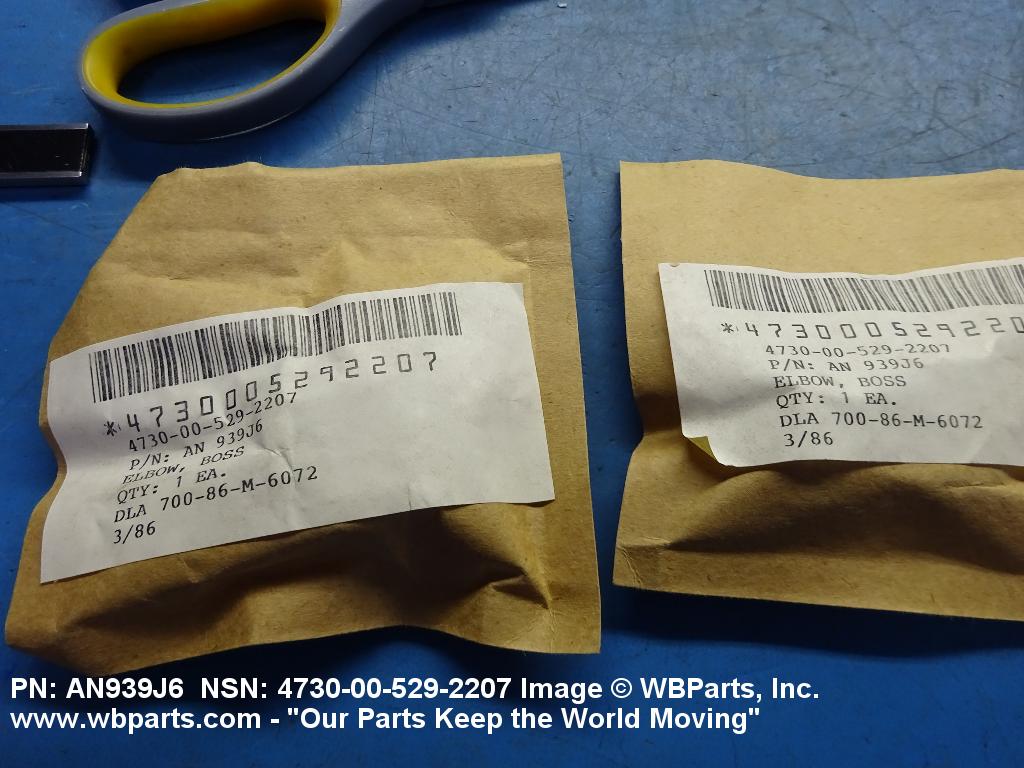 *4730005292207
4730-00-529-2207
P/N: AN 939J6
ELBOW, BOSS
QTY: 1 EA.
DLA 700-86-M-6072
3/86
*473000529220
4730-00-529-2207
P/N: AN 939J6
ELBOW, BOSS
QTY: 1 EA.
DLA 700-86-M-6072
3/86
PN: AN939J6 NSN: 4730-00-529-2207 Image © WBParts, Inc.
www.wbparts.com - "Our Parts Keep the World Moving"